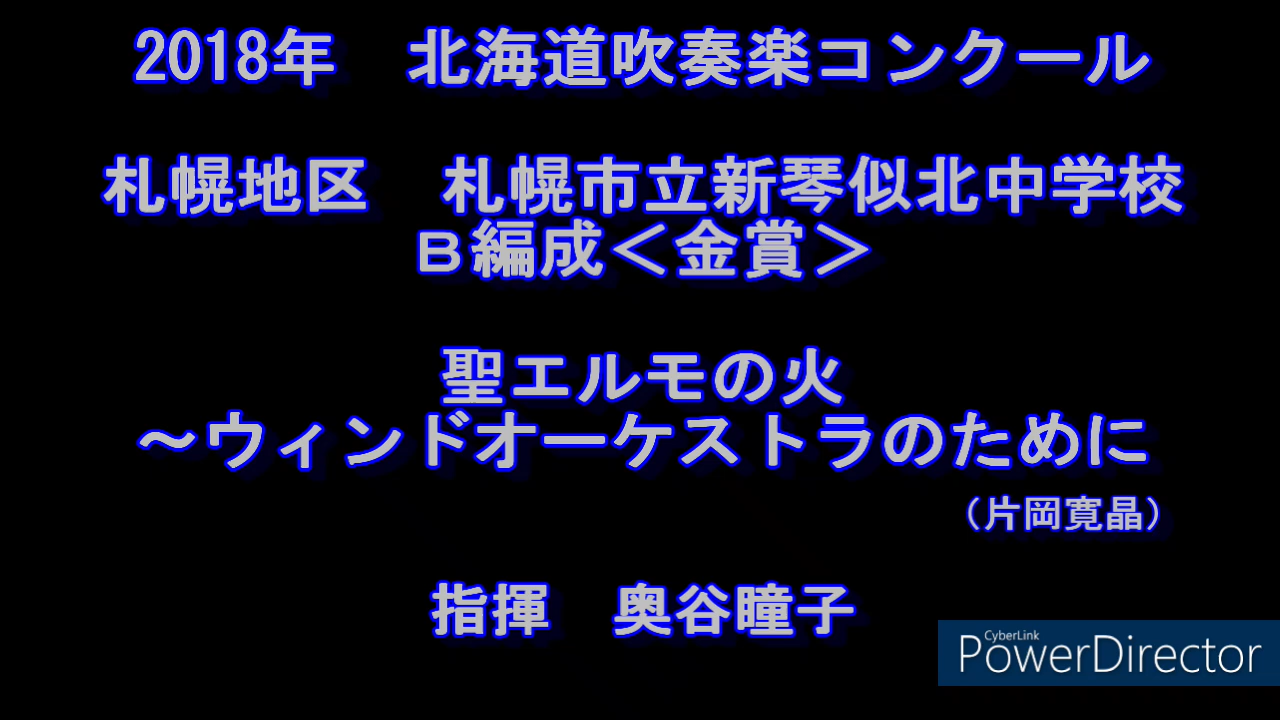 2018年　北海道吹奏楽コンクール
札幌地区　札幌市立新琴似北中学校
Ｂ編成＜金賞＞
聖エルモの火
～ウィンドオーケストラのために
（片岡寛晶）
指揮　奥谷瞳子
CyberLink
PowerDirector